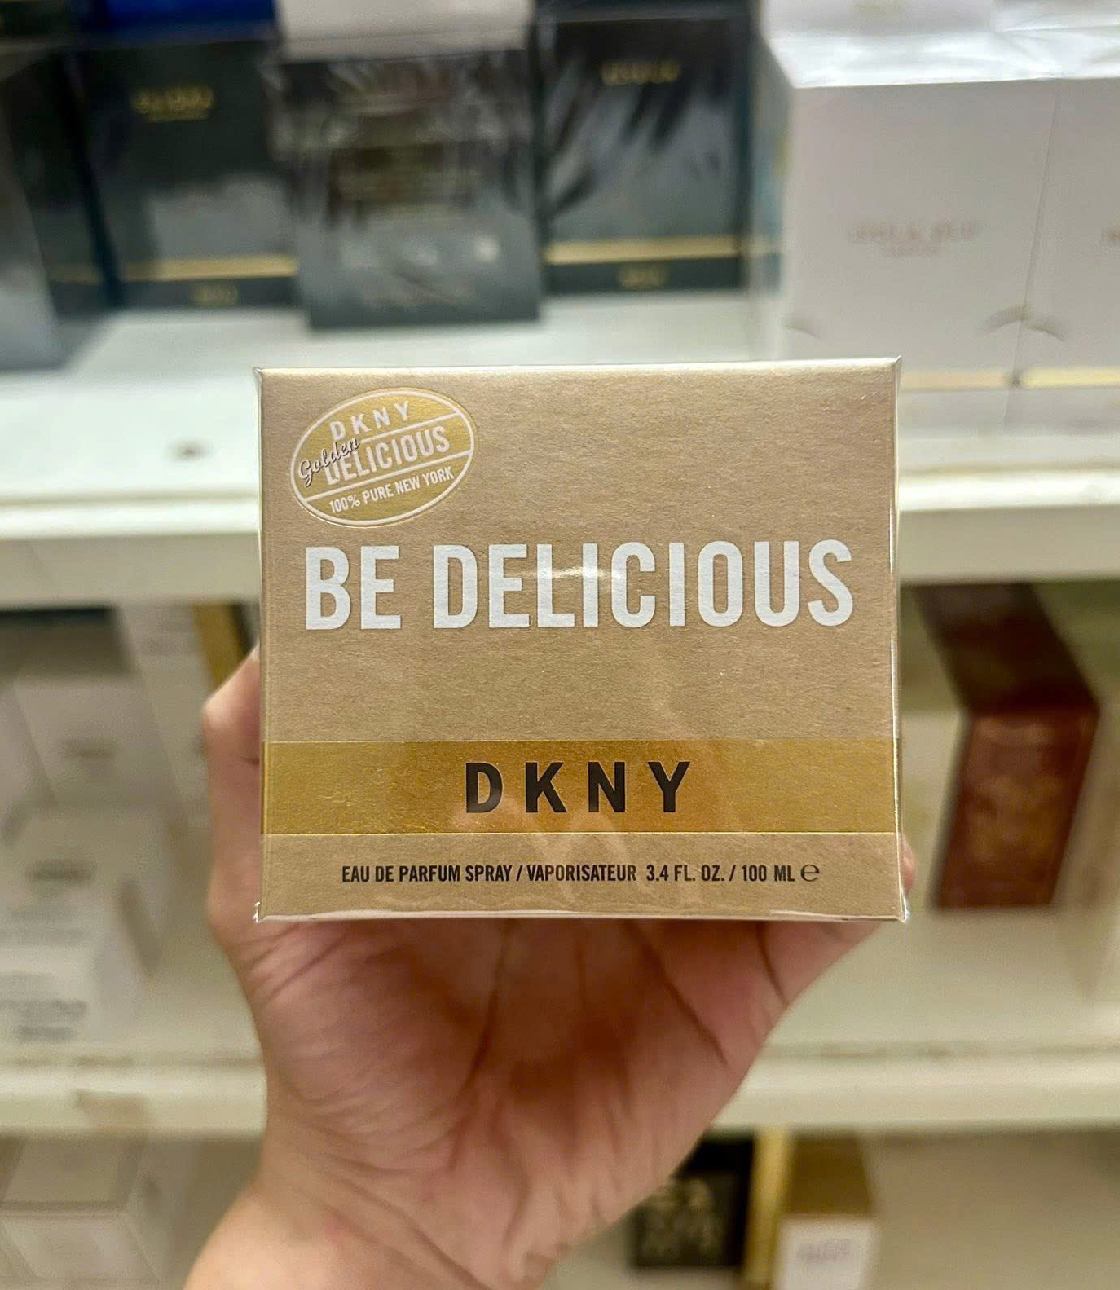 DKNY
Golden
DELICIOUS
100% PURE NEW YORK
BE DELICIOUS
DKNY
EAU DE PARFUM SPRAY / VAPORISATEUR 3.4 FL. OZ. / 100 ML ℮